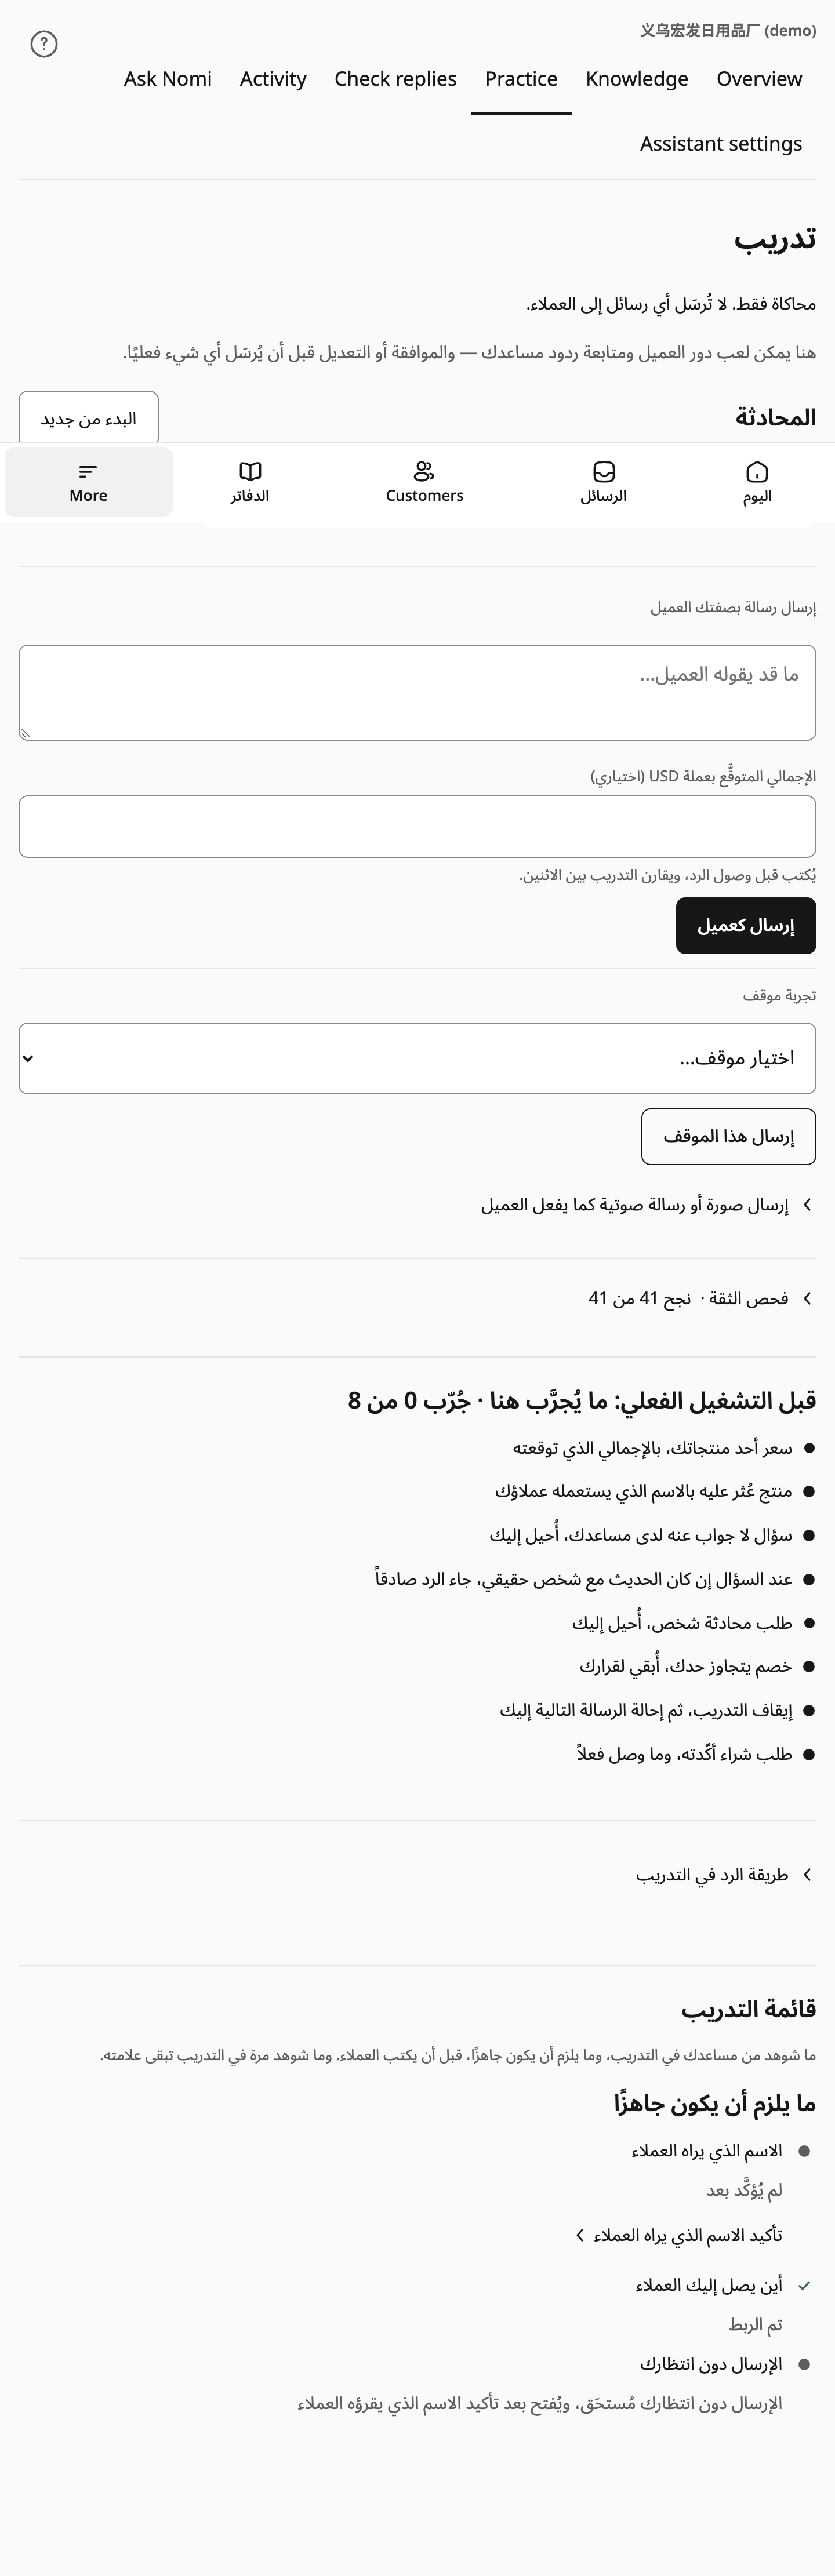 义乌宏发日用品厂 (demo)
Overview Knowledge Practice Check replies Activity Ask Nomi
Assistant settings
تدريب
محاكاة فقط. لا تُرسَل أي رسائل إلى العملاء.
هنا يمكن لعب دور العميل ومتابعة ردود مساعدك — والموافقة أو التعديل قبل أن يُرسَل أي شيء فعليًا.
المحادثة
البدء من جديد
اليوم الرسائل Customers الدفاتر More
إرسال رسالة بصفتك العميل
ما قد يقوله العميل...
الإجمالي المتوقَّع بعملة USD (اختياري)
يُكتب قبل وصول الرد، ويقارن التدريب بين الاثنين.
إرسال كعميل
تجربة موقف
اختيار موقف...
إرسال هذا الموقف
إرسال صورة أو رسالة صوتية كما يفعل العميل
فحص الثقة · نجح 41 من 41
قبل التشغيل الفعلي: ما يُجرَّب هنا · جُرّب 0 من 8
سعر أحد منتجاتك، بالإجمالي الذي توقعته
منتج عُثر عليه بالاسم الذي يستعمله عملاؤك
سؤال لا جواب عنه لدى مساعدك، أُحيل إليك
عند السؤال إن كان الحديث مع شخص حقيقي، جاء الرد صادقاً
طلب محادثة شخص، أُحيل إليك
خصم يتجاوز حدك، أُبقي لقرارك
إيقاف التدريب، ثم إحالة الرسالة التالية إليك
طلب شراء أكّدته، وما وصل فعلاً
طريقة الرد في التدريب
قائمة التدريب
ما شوهد من مساعدك في التدريب، وما يلزم أن يكون جاهزًا، قبل أن يكتب العملاء. وما شوهد مرة في التدريب تبقى علامته.
ما يلزم أن يكون جاهزًا
الاسم الذي يراه العملاء
لم يُؤكَّد بعد
تأكيد الاسم الذي يراه العملاء
أين يصل إليك العملاء
تم الربط
الإرسال دون انتظارك
الإرسال دون انتظارك مُستحَق، ويُفتح بعد تأكيد الاسم الذي يقرؤه العملاء